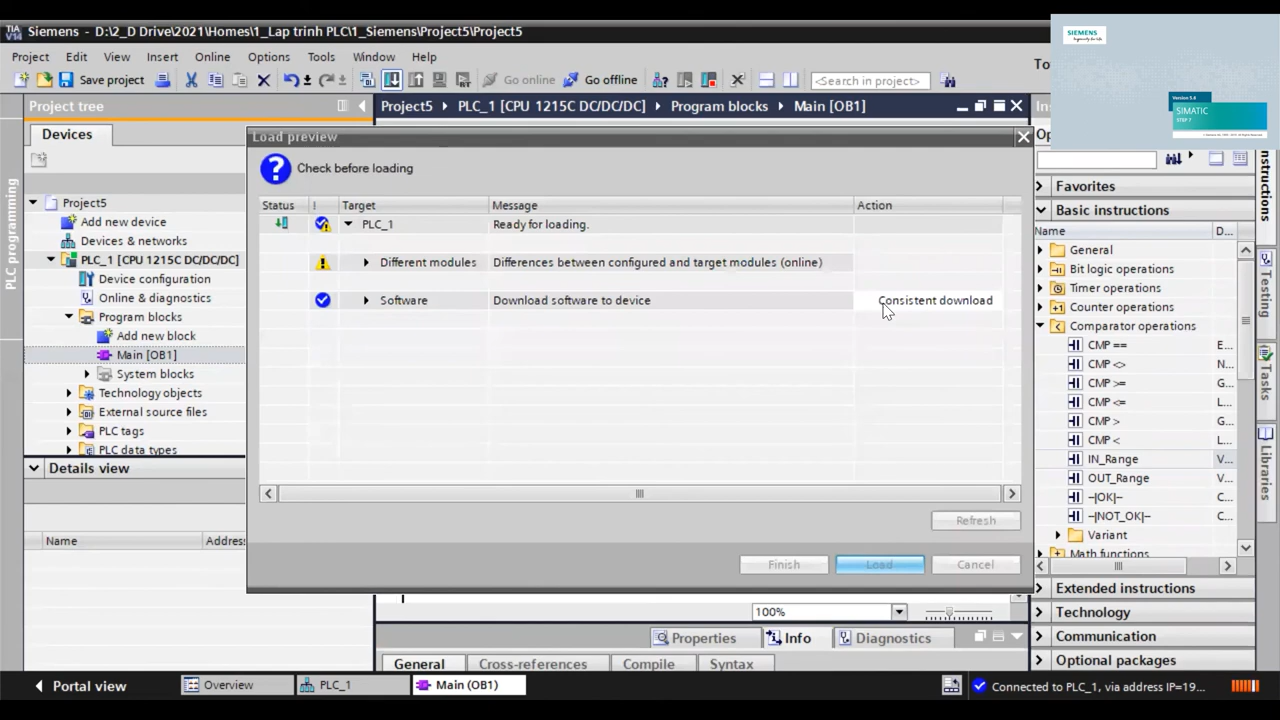 TIA
V14
Siemens - D:\2_D Drive\2021\Homes\1_Lap trinh PLC\1_Siemens\Project5\Project5
SIEMENS
Project Edit View Insert Online Options Tools Window Help
Save project
Go online
Go offline
<Search in project>
Version 5.6
SIMATIC
STEP 7
Project tree
Project5 PLC_1 [CPU 1215C DC/DC/DC] Program blocks Main [OB1]
Devices
PLC programming
Project5
Add new device
Devices & networks
PLC_1 [CPU 1215C DC/DC/DC]
Device configuration
Online & diagnostics
Program blocks
Add new block
Main [OB1]
System blocks
Technology objects
External source files
PLC tags
PLC data types
Details view
Name Address
Load preview
? Check before loading
Status ! Target Message Action
PLC_1 Ready for loading.
Different modules Differences between configured and target modules (online)
Software Download software to device Consistent download
Refresh
Finish Load Cancel
Favorites
Basic instructions
Name D...
General
Bit logic operations
Timer operations
Counter operations
Comparator operations
CMP == E...
CMP <> N...
CMP >= G...
CMP <= L...
CMP > G...
CMP < L...
IN_Range V...
OUT_Range V...
-|OK|- C...
-|NOT_OK|- C...
Variant
Math functions
Extended instructions
Technology
Communication
Optional packages
Instructions
Testing
Tasks
Libraries
100%
Properties Info Diagnostics
General Cross-references Compile Syntax
Portal view Overview PLC_1 Main (OB1) Connected to PLC_1, via address IP=19...